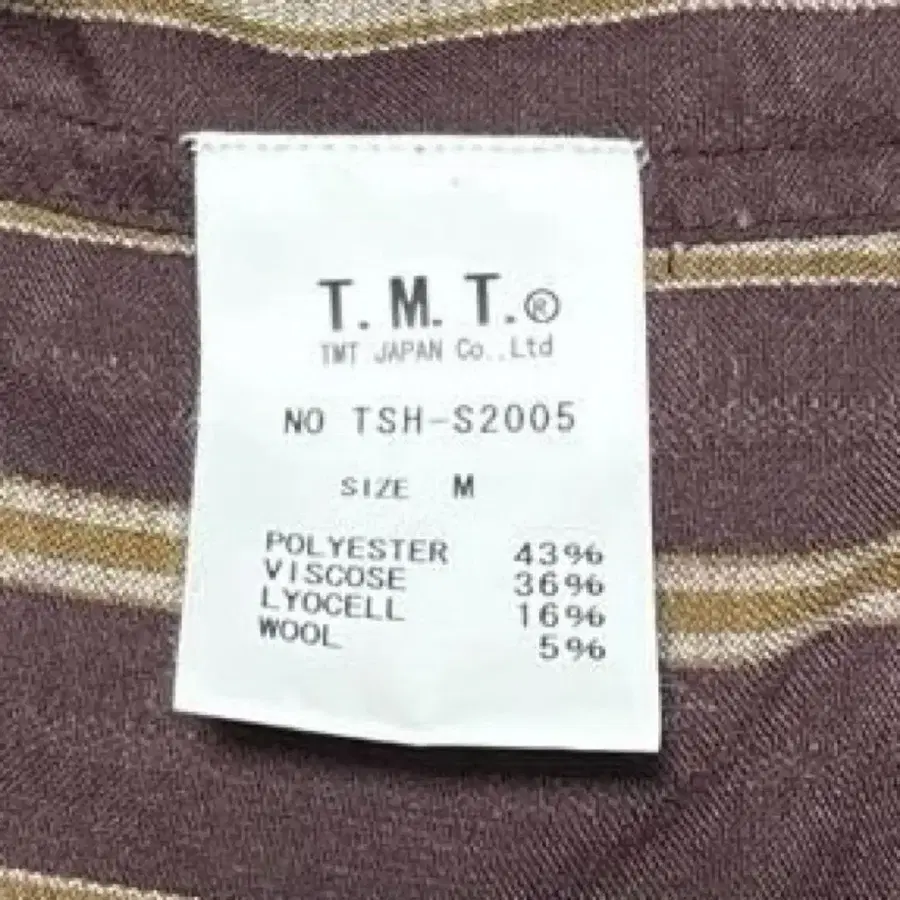 T.M.T.®
TMT JAPAN Co.,Ltd
NO TSH-S2005
SIZE M
POLYESTER 43%
VISCOSE 36%
LYOCELL 16%
WOOL 5%